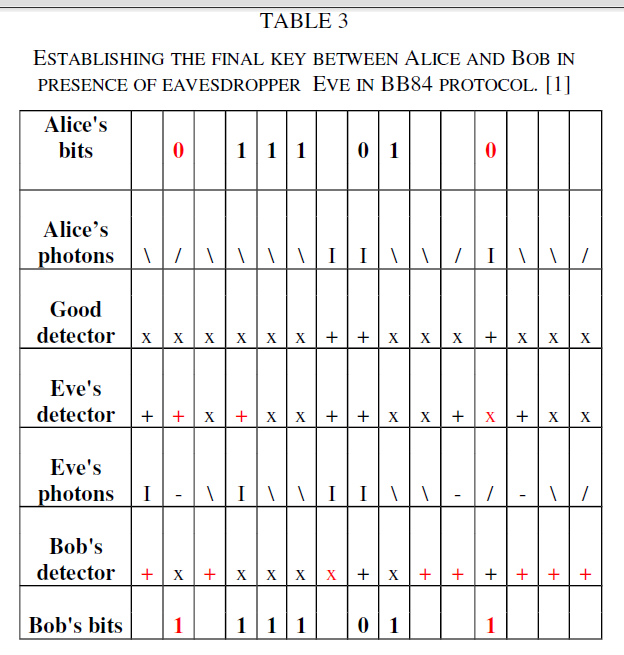 TABLE 3
ESTABLISHING THE FINAL KEY BETWEEN ALICE AND BOB IN
PRESENCE OF EAVESDROPPER EVE IN BB84 PROTOCOL. [1]
Alice's
bits 0 1 1 1 0 1 0
Alice's
photons \ / \ \ \ \ I I \ \ / I \ \ /
Good
detector x x x x x x + + x x x + x x x
Eve's
detector + + x + x x + + x x + x + x x
Eve's
photons I - \ I \ \ I I \ \ - / - \ /
Bob's
detector + x + x x x x + x + + + + + +
Bob's bits 1 1 1 1 0 1 1